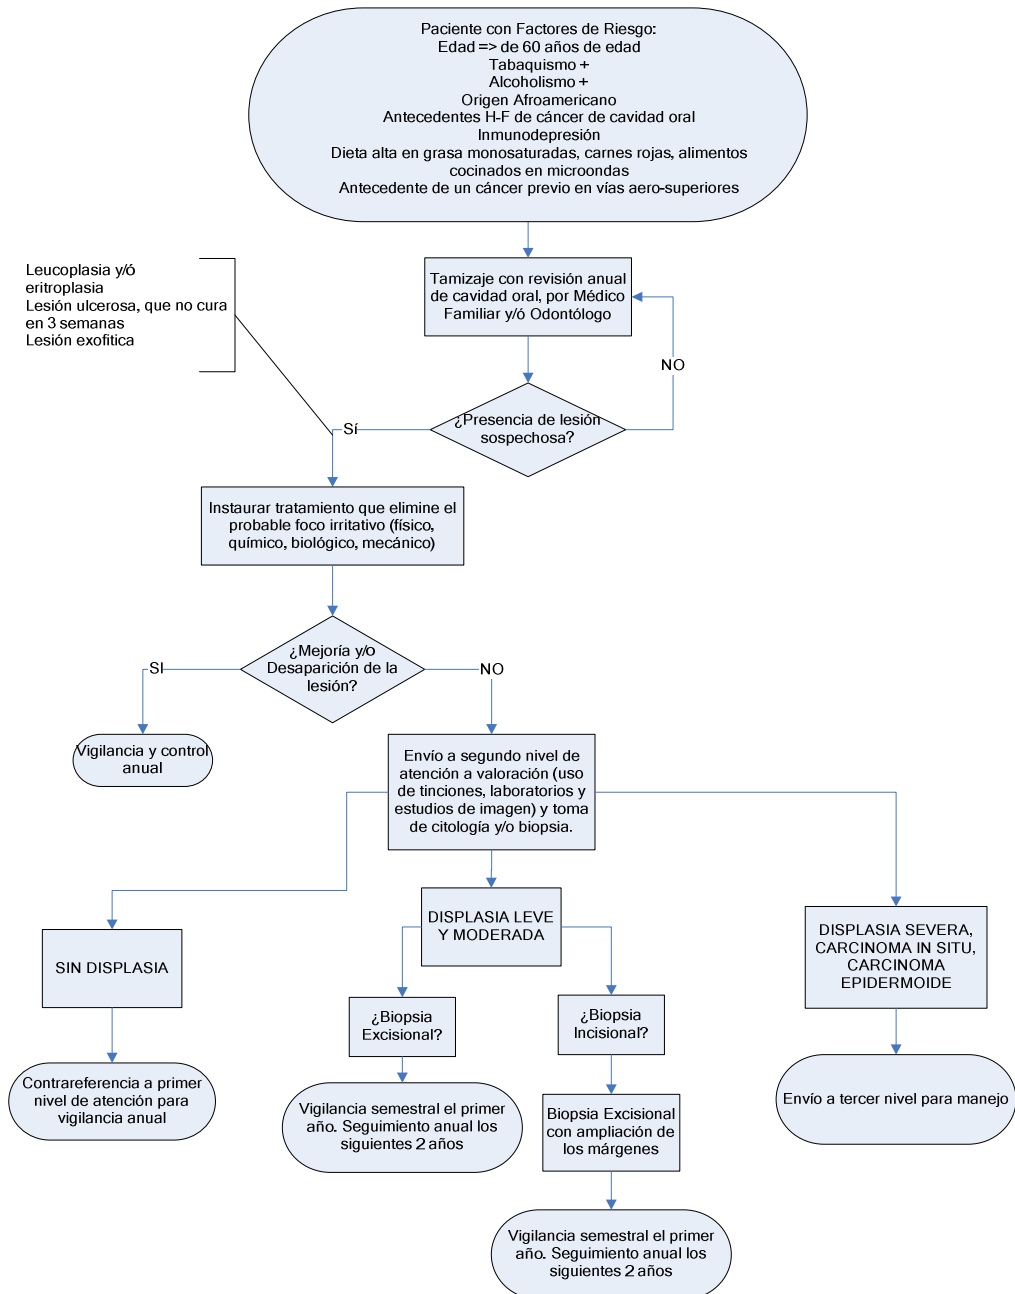 Paciente con Factores de Riesgo:
Edad => de 60 años de edad
Tabaquismo +
Alcoholismo +
Origen Afroamericano
Antecedentes H-F de cáncer de cavidad oral
Inmunodepresión
Dieta alta en grasa monosaturadas, carnes rojas, alimentos
cocinados en microondas
Antecedente de un cáncer previo en vías aero-superiores
Leucoplasia y/ó
eritroplasia
Lesión ulcerosa, que no cura
en 3 semanas
Lesión exofitica
Tamizaje con revisión anual
de cavidad oral, por Médico
Familiar y/ó Odontólogo
NO
¿Presencia de lesión
sospechosa?
Sí
Instaurar tratamiento que elimine el
probable foco irritativo (físico,
químico, biológico, mecánico)
¿Mejoría y/o
Desaparición de la
lesión?
SI
NO
Vigilancia y control
anual
Envío a segundo nivel de
atención a valoración (uso
de tinciones, laboratorios y
estudios de imagen) y toma
de citología y/o biopsia.
SIN DISPLASIA
DISPLASIA LEVE
Y MODERADA
DISPLASIA SEVERA,
CARCINOMA IN SITU,
CARCINOMA
EPIDERMOIDE
¿Biopsia
Excisional?
¿Biopsia
Incisional?
Contrareferencia a primer
nivel de atención para
vigilancia anual
Vigilancia semestral el primer
año. Seguimiento anual los
siguientes 2 años
Biopsia Excisional
con ampliación de
los márgenes
Envío a tercer nivel para manejo
Vigilancia semestral el primer
año. Seguimiento anual los
siguientes 2 años